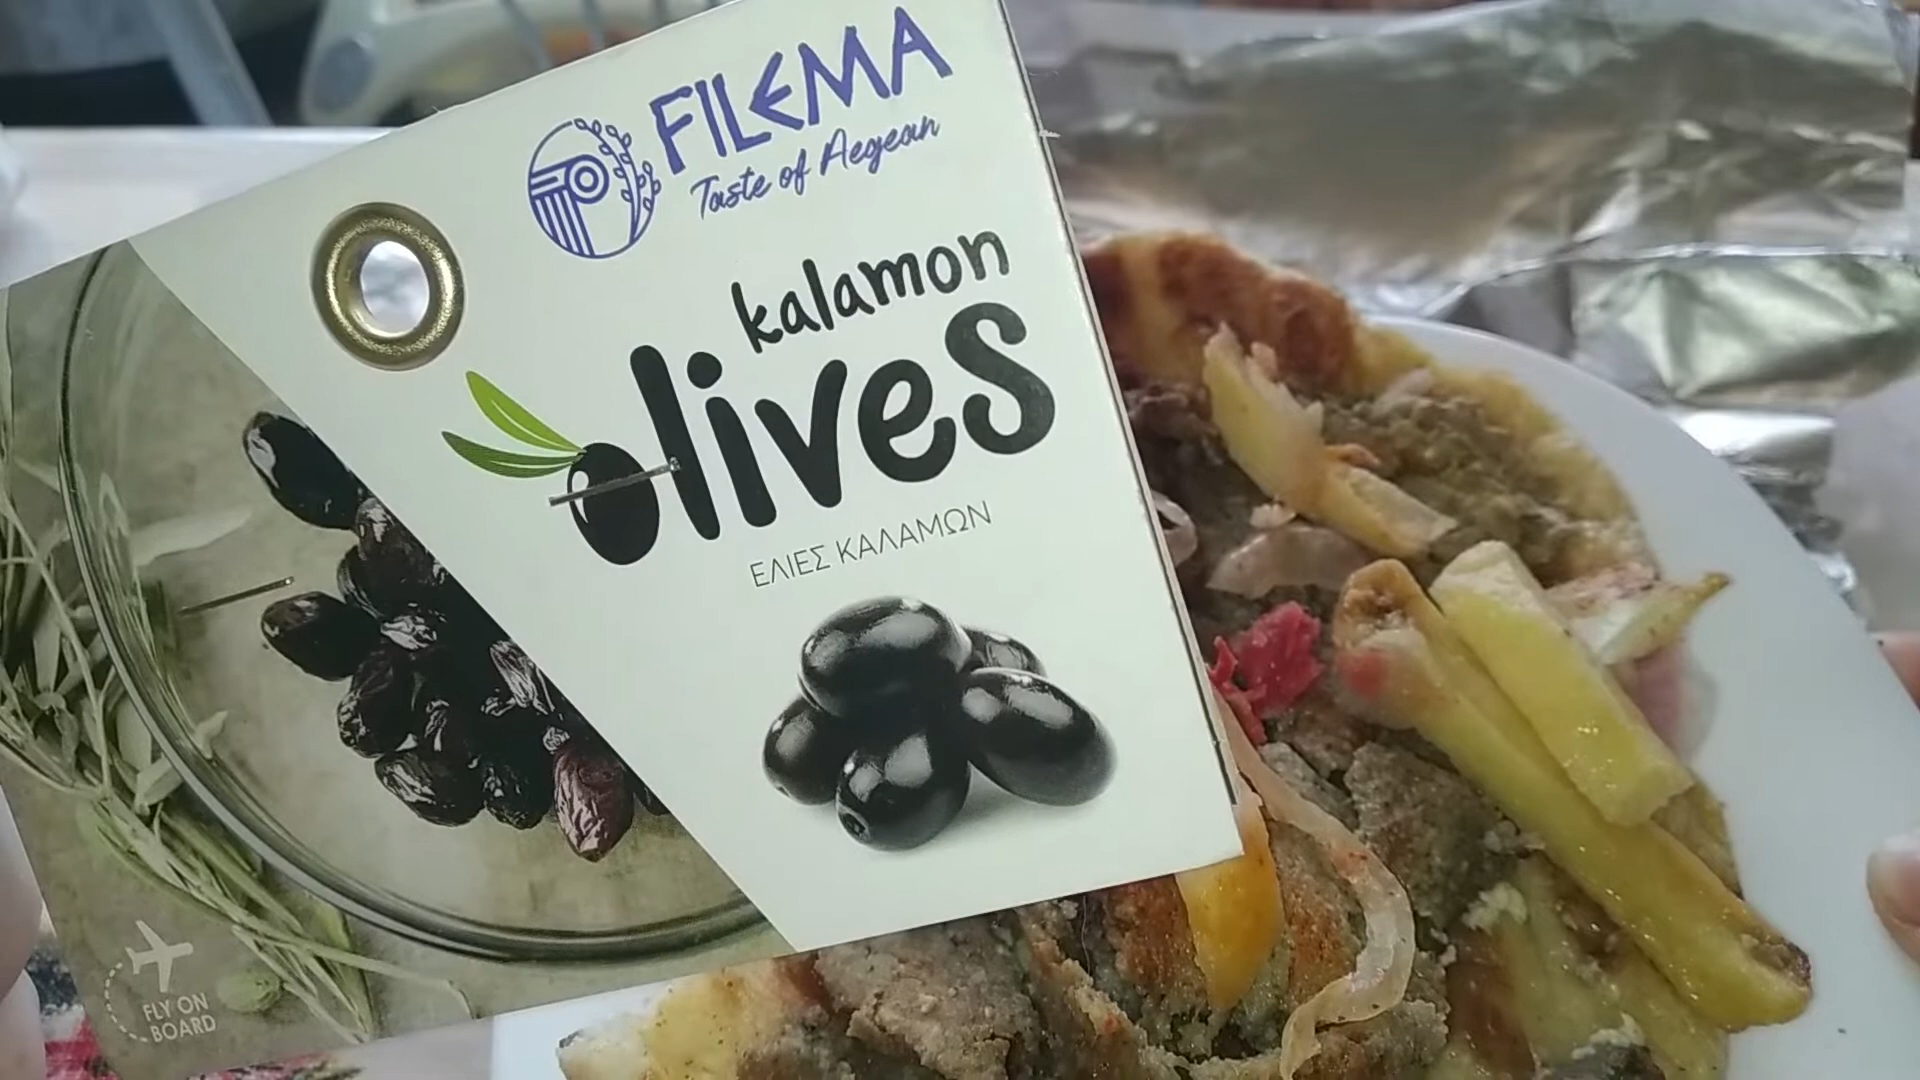 FILEMA
Taste of Aegean
kalamon
olives
ΕΛΙΕΣ ΚΑΛΑΜΩΝ
FLY ON
BOARD